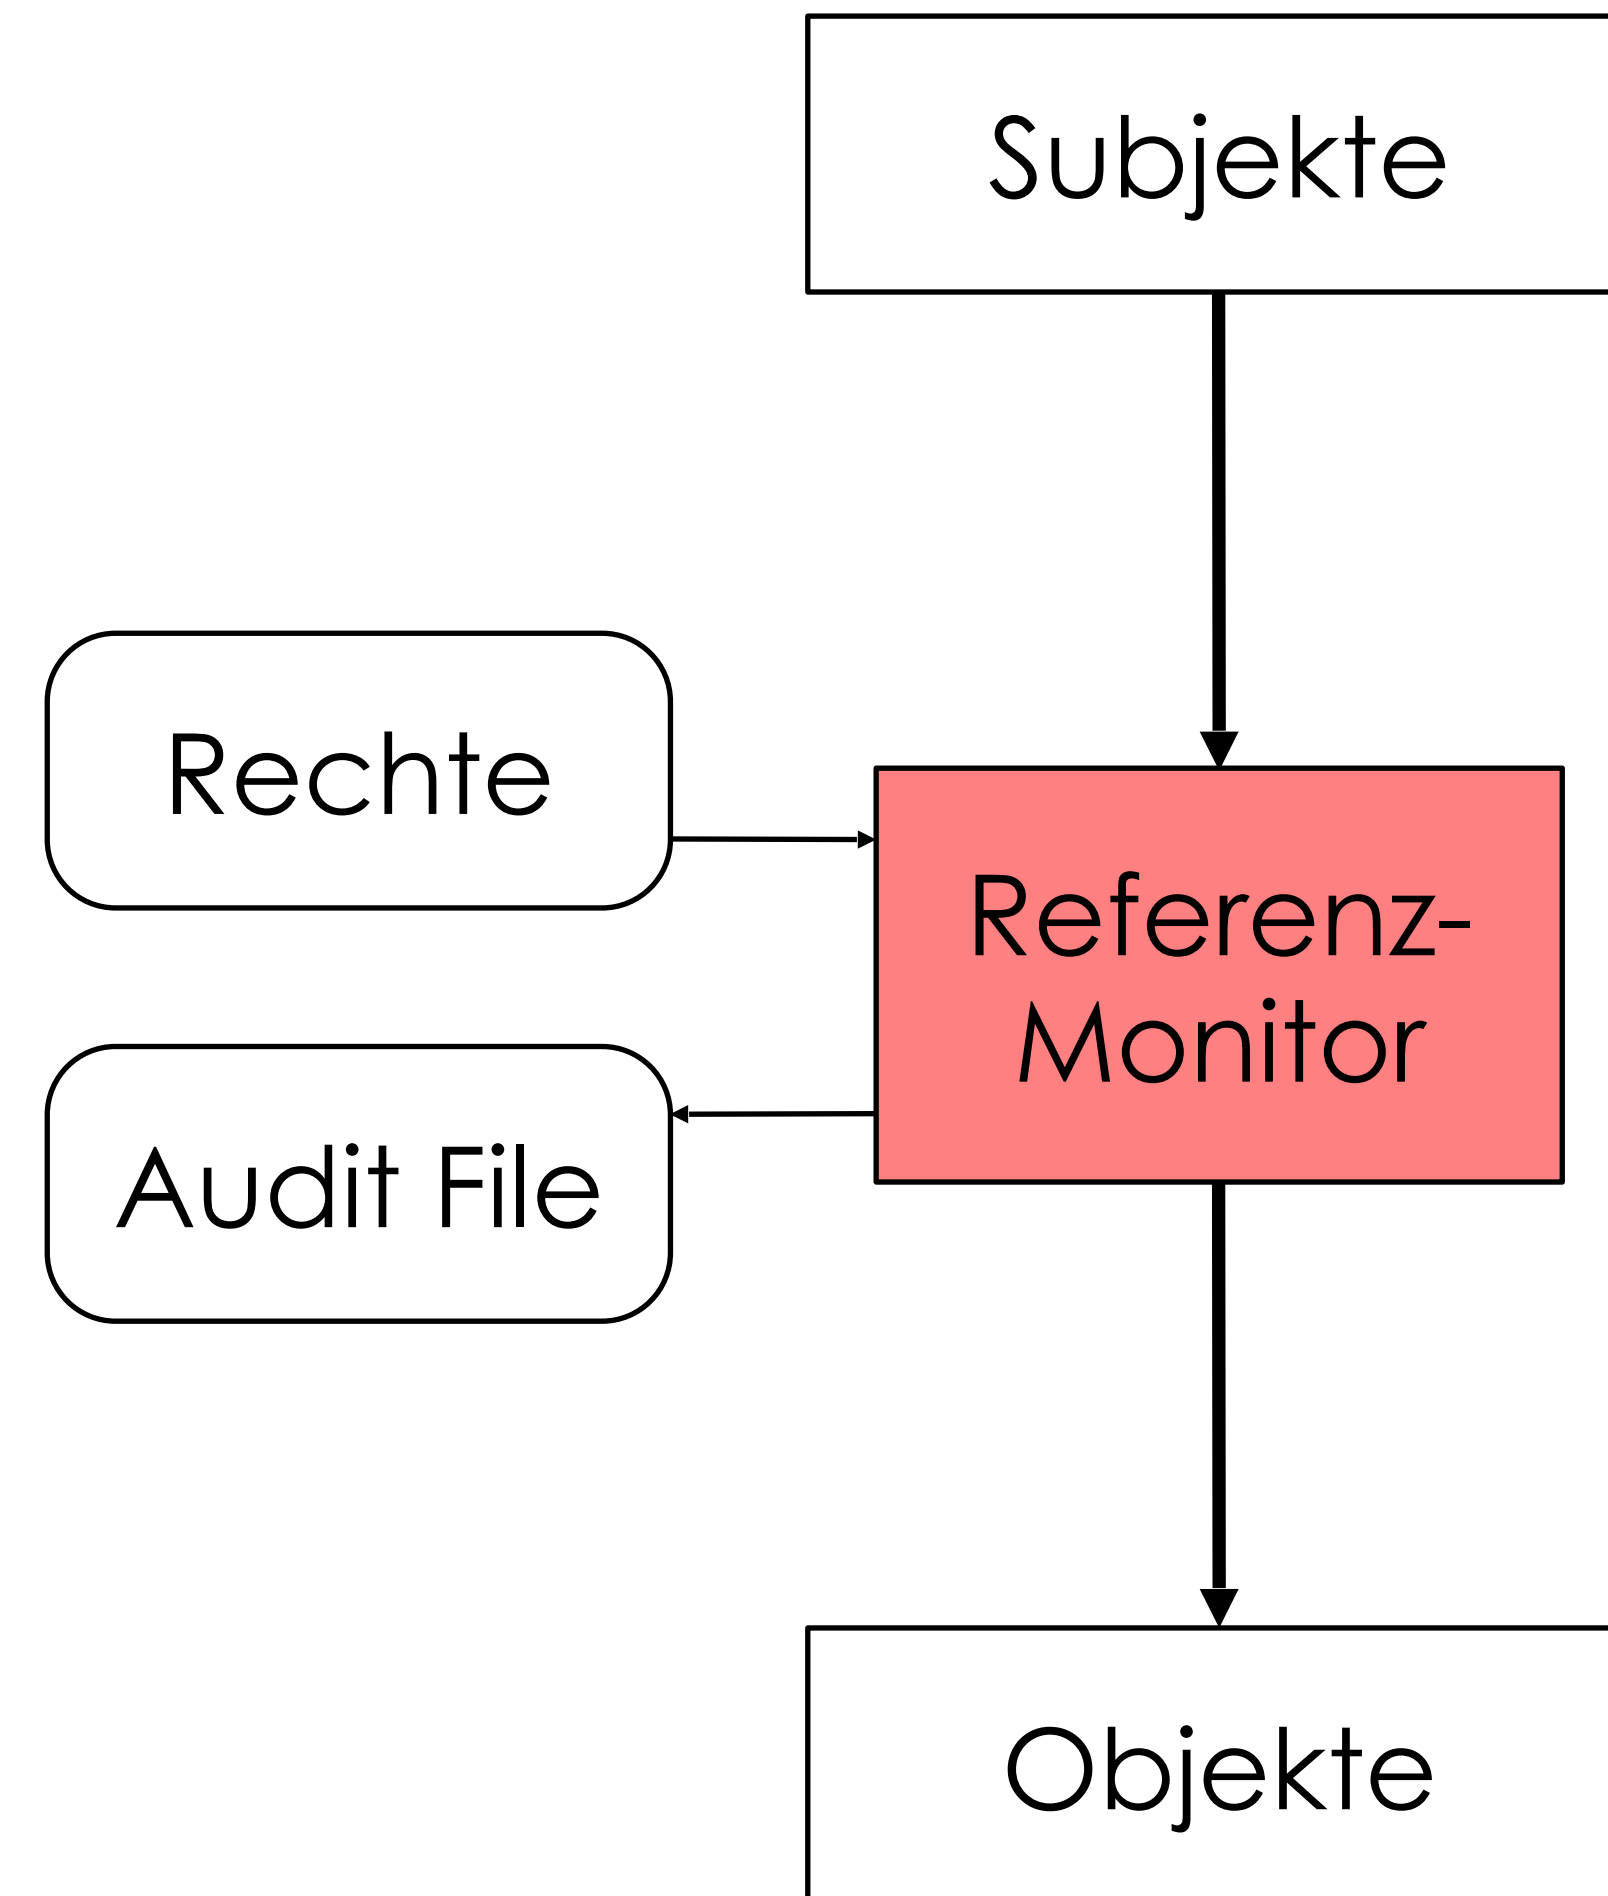 Subjekte
Rechte
Referenz-
Monitor
Audit File
Objekte